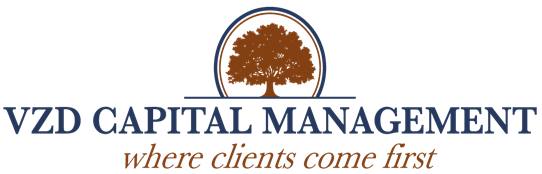 VZD CAPITAL MANAGEMENT
where clients come first